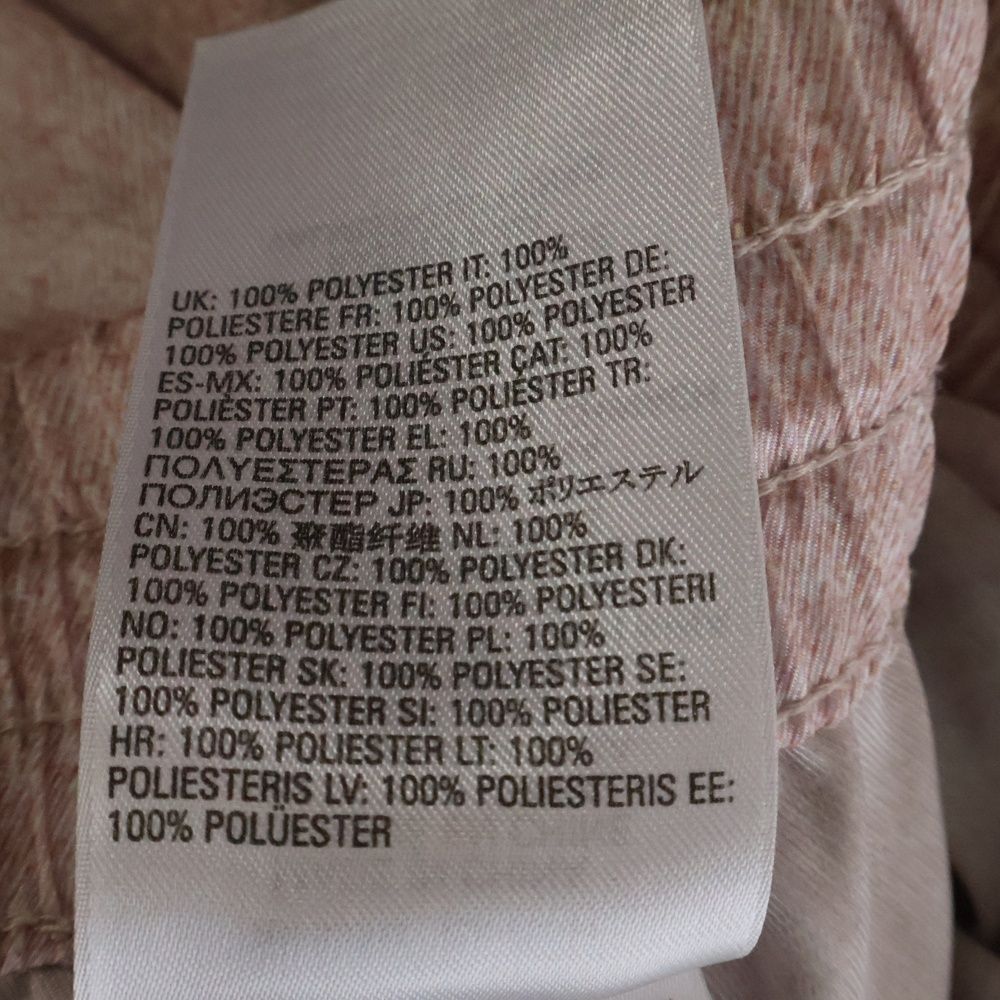 UK: 100% POLYESTER IT: 100%
POLIESTERE FR: 100% POLYESTER DE:
100% POLYESTER US: 100% POLYESTER
ES-MX: 100% POLIÉSTER CAT: 100%
POLIÈSTER PT: 100% POLIÉSTER TR:
100% POLYESTER EL: 100%
ΠΟΛΥΕΣΤΕΡΑΣ RU: 100%
ПОЛИЭСТЕР JP: 100% ポリエステル
CN: 100% 聚酯纤维 NL: 100%
POLYESTER CZ: 100% POLYESTER DK:
100% POLYESTER FI: 100% POLYESTERI
NO: 100% POLYESTER PL: 100%
POLIESTER SK: 100% POLYESTER SE:
100% POLYESTER SI: 100% POLIESTER
HR: 100% POLIESTER LT: 100%
POLIESTERIS LV: 100% POLIESTERIS EE:
100% POLÜESTER